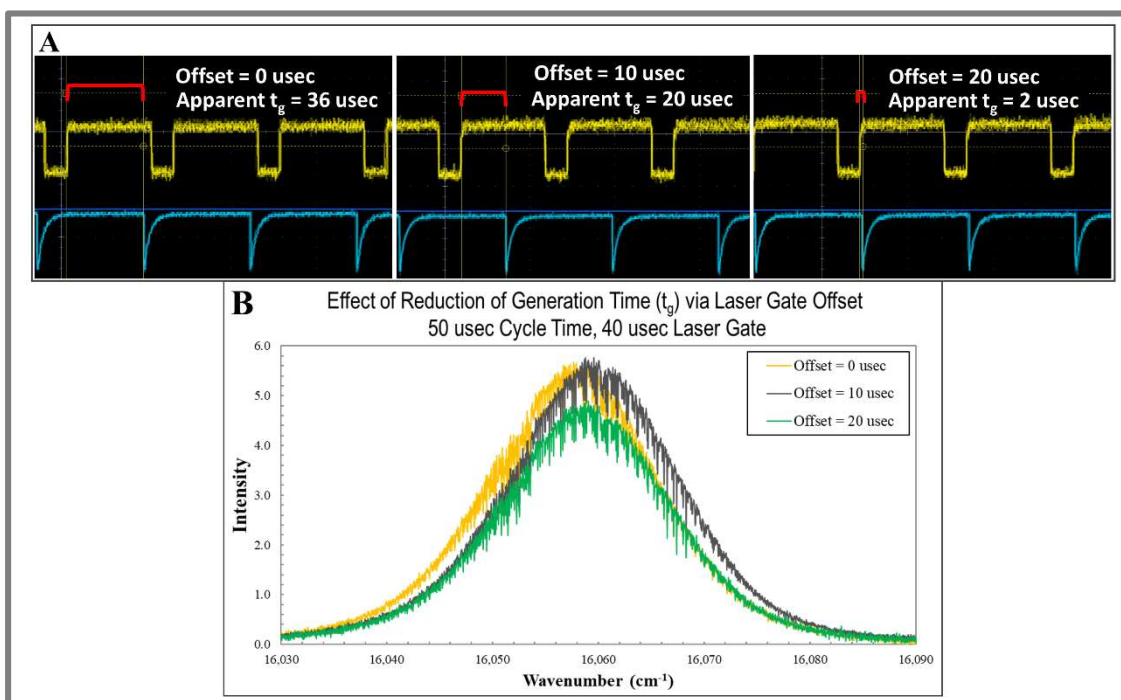 A
Offset = 0 usec
Apparent t_g = 36 usec
Offset = 10 usec
Apparent t_g = 20 usec
Offset = 20 usec
Apparent t_g = 2 usec
B
Effect of Reduction of Generation Time (t_g) via Laser Gate Offset
50 usec Cycle Time, 40 usec Laser Gate
6.0
5.0
4.0
3.0
2.0
1.0
0.0
Intensity
Offset = 0 usec
Offset = 10 usec
Offset = 20 usec
16,030 16,040 16,050 16,060 16,070 16,080 16,090
Wavenumber (cm⁻¹)